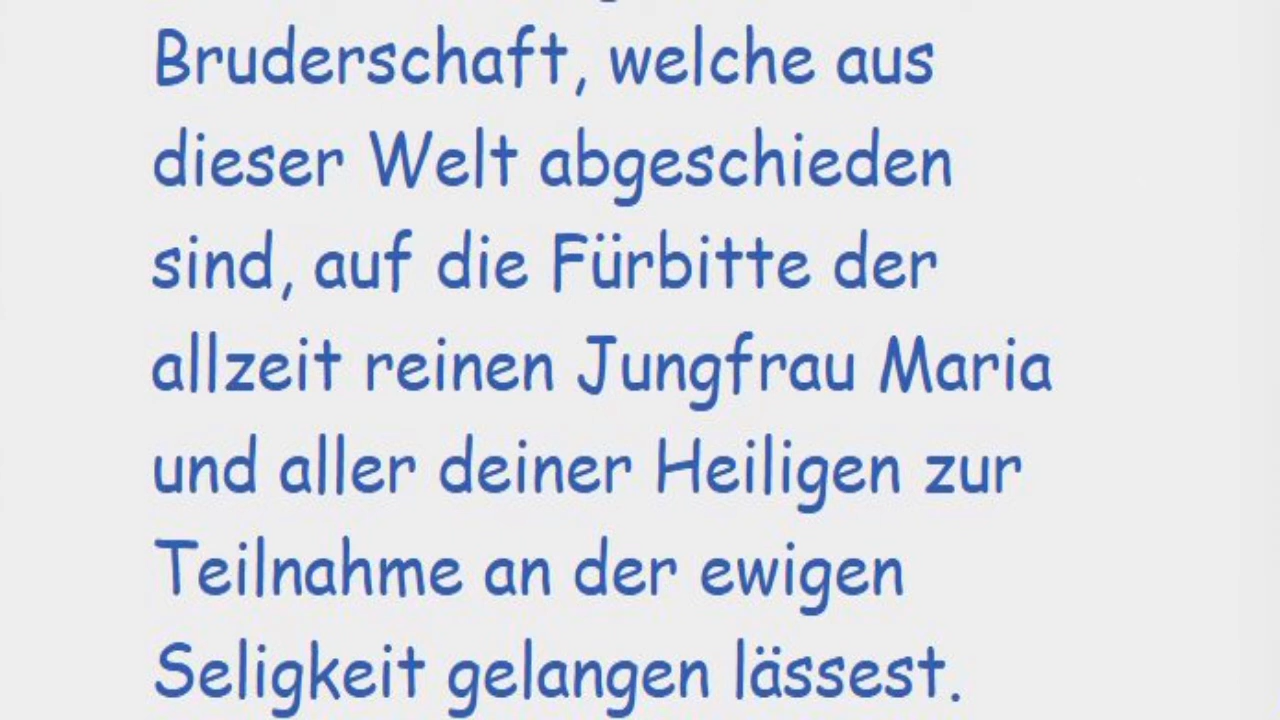 Bruderschaft, welche aus
dieser Welt abgeschieden
sind, auf die Fürbitte der
allzeit reinen Jungfrau Maria
und aller deiner Heiligen zur
Teilnahme an der ewigen
Seligkeit gelangen lässest.